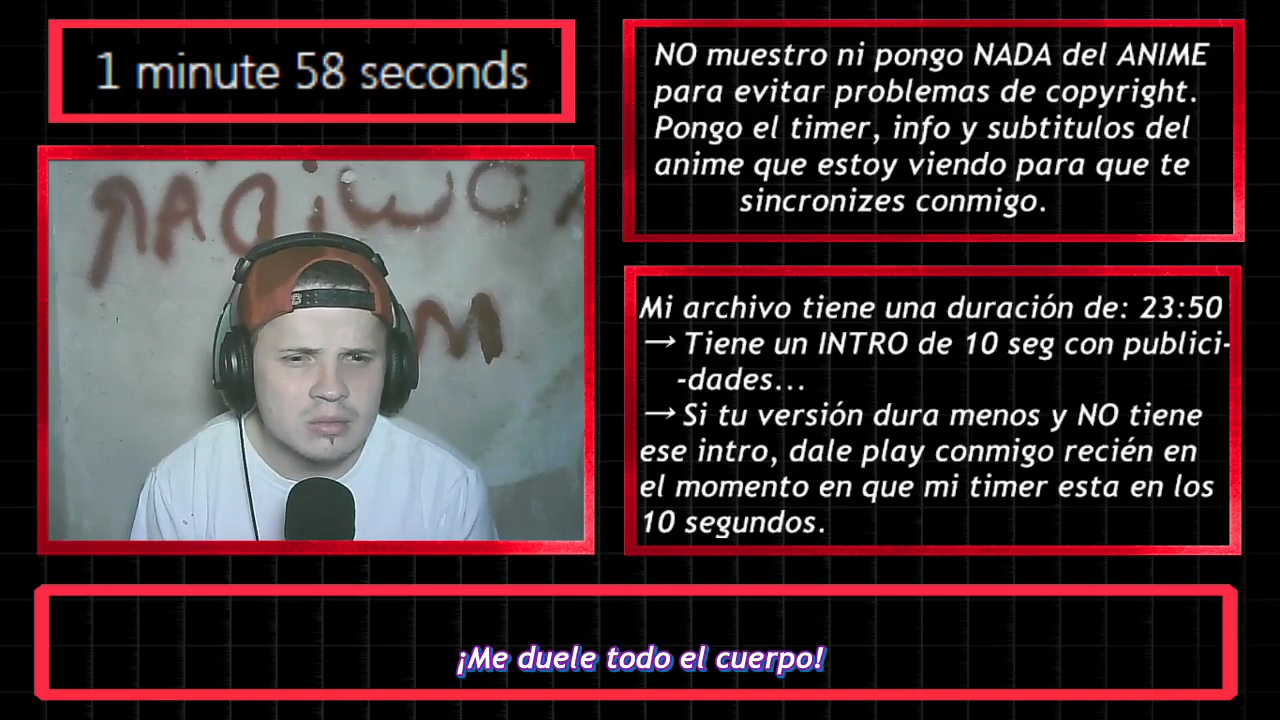 1 minute 58 seconds
NO muestro ni pongo NADA del ANIME
para evitar problemas de copyright.
Pongo el timer, info y subtitulos del
anime que estoy viendo para que te
sincronizes conmigo.
Mi archivo tiene una duración de: 23:50
→ Tiene un INTRO de 10 seg con publici-
-dades...
→ Si tu versión dura menos y NO tiene
ese intro, dale play conmigo recién en
el momento en que mi timer esta en los
10 segundos.
¡Me duele todo el cuerpo!